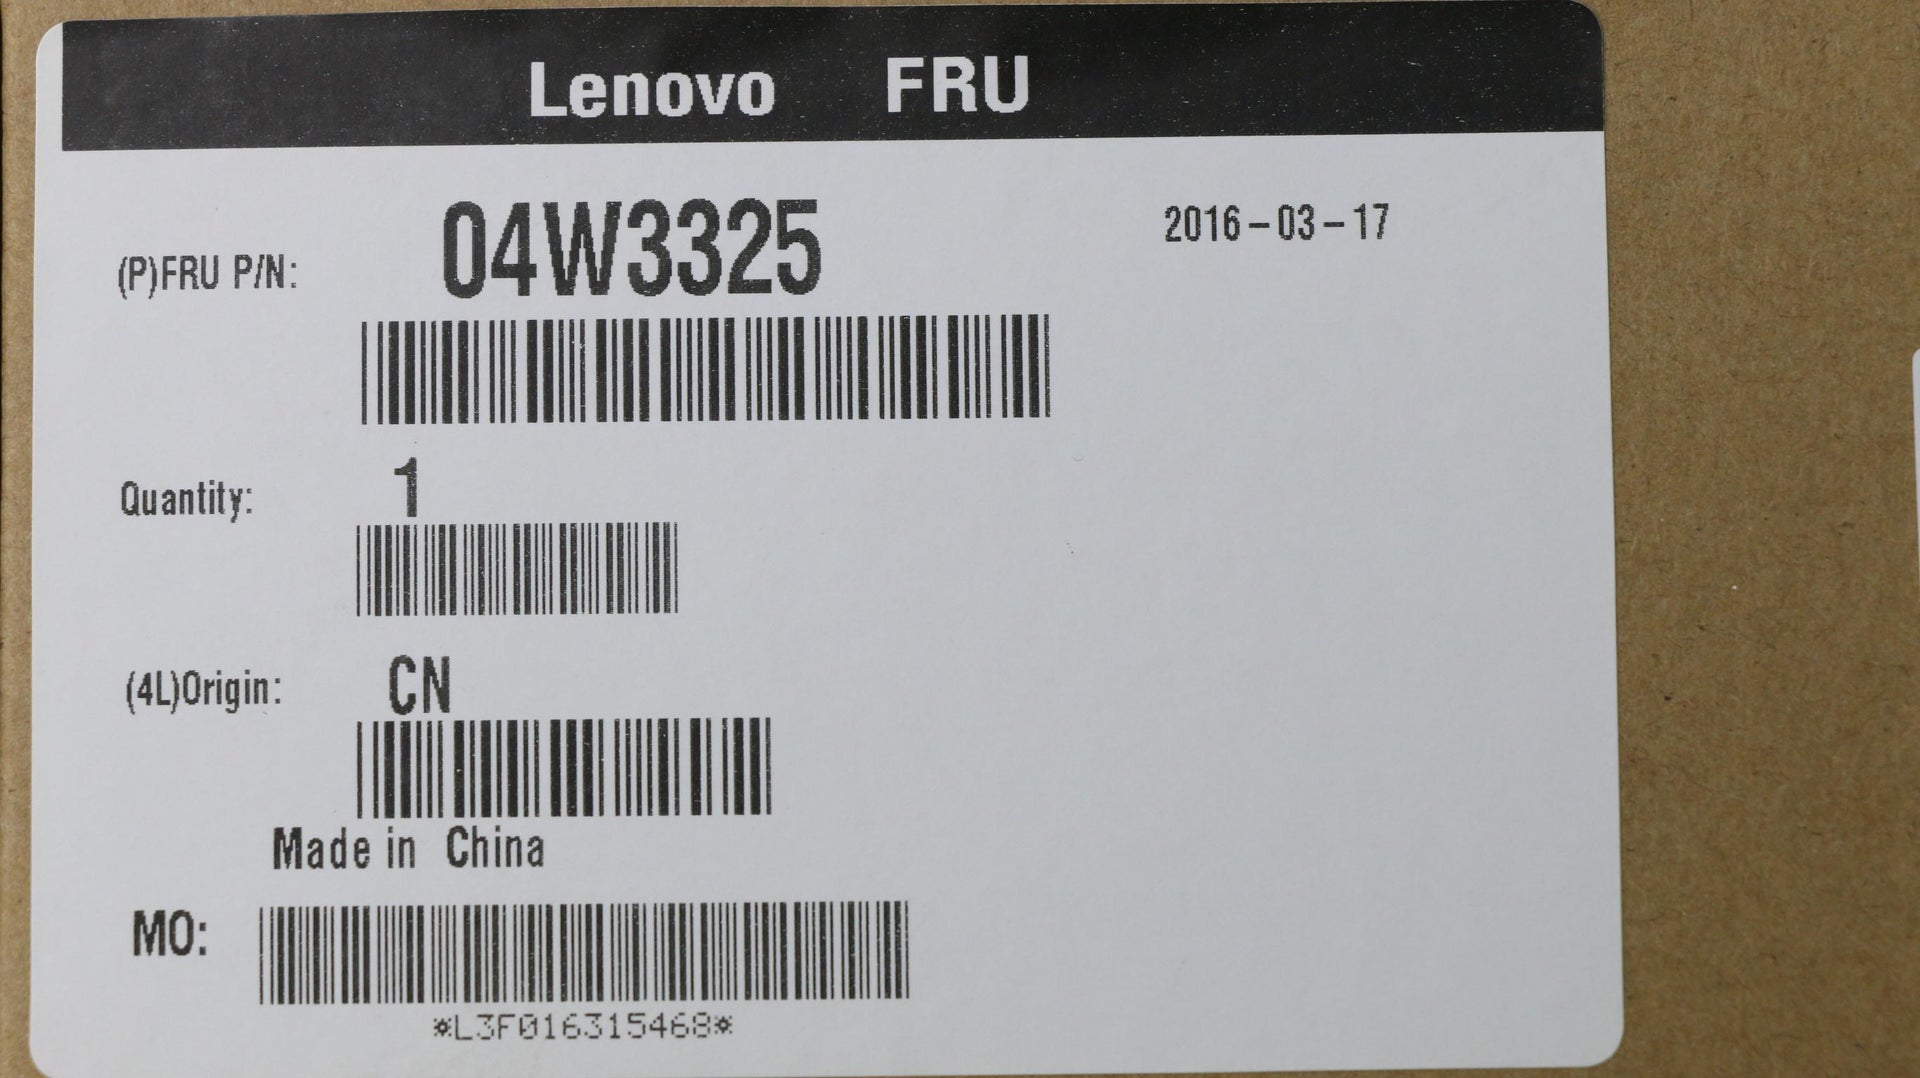 Lenovo FRU
(P)FRU P/N: 04W3325 2016-03-17
Quantity: 1
(4L)Origin: CN
Made in China
MO:
*L3F016315468*